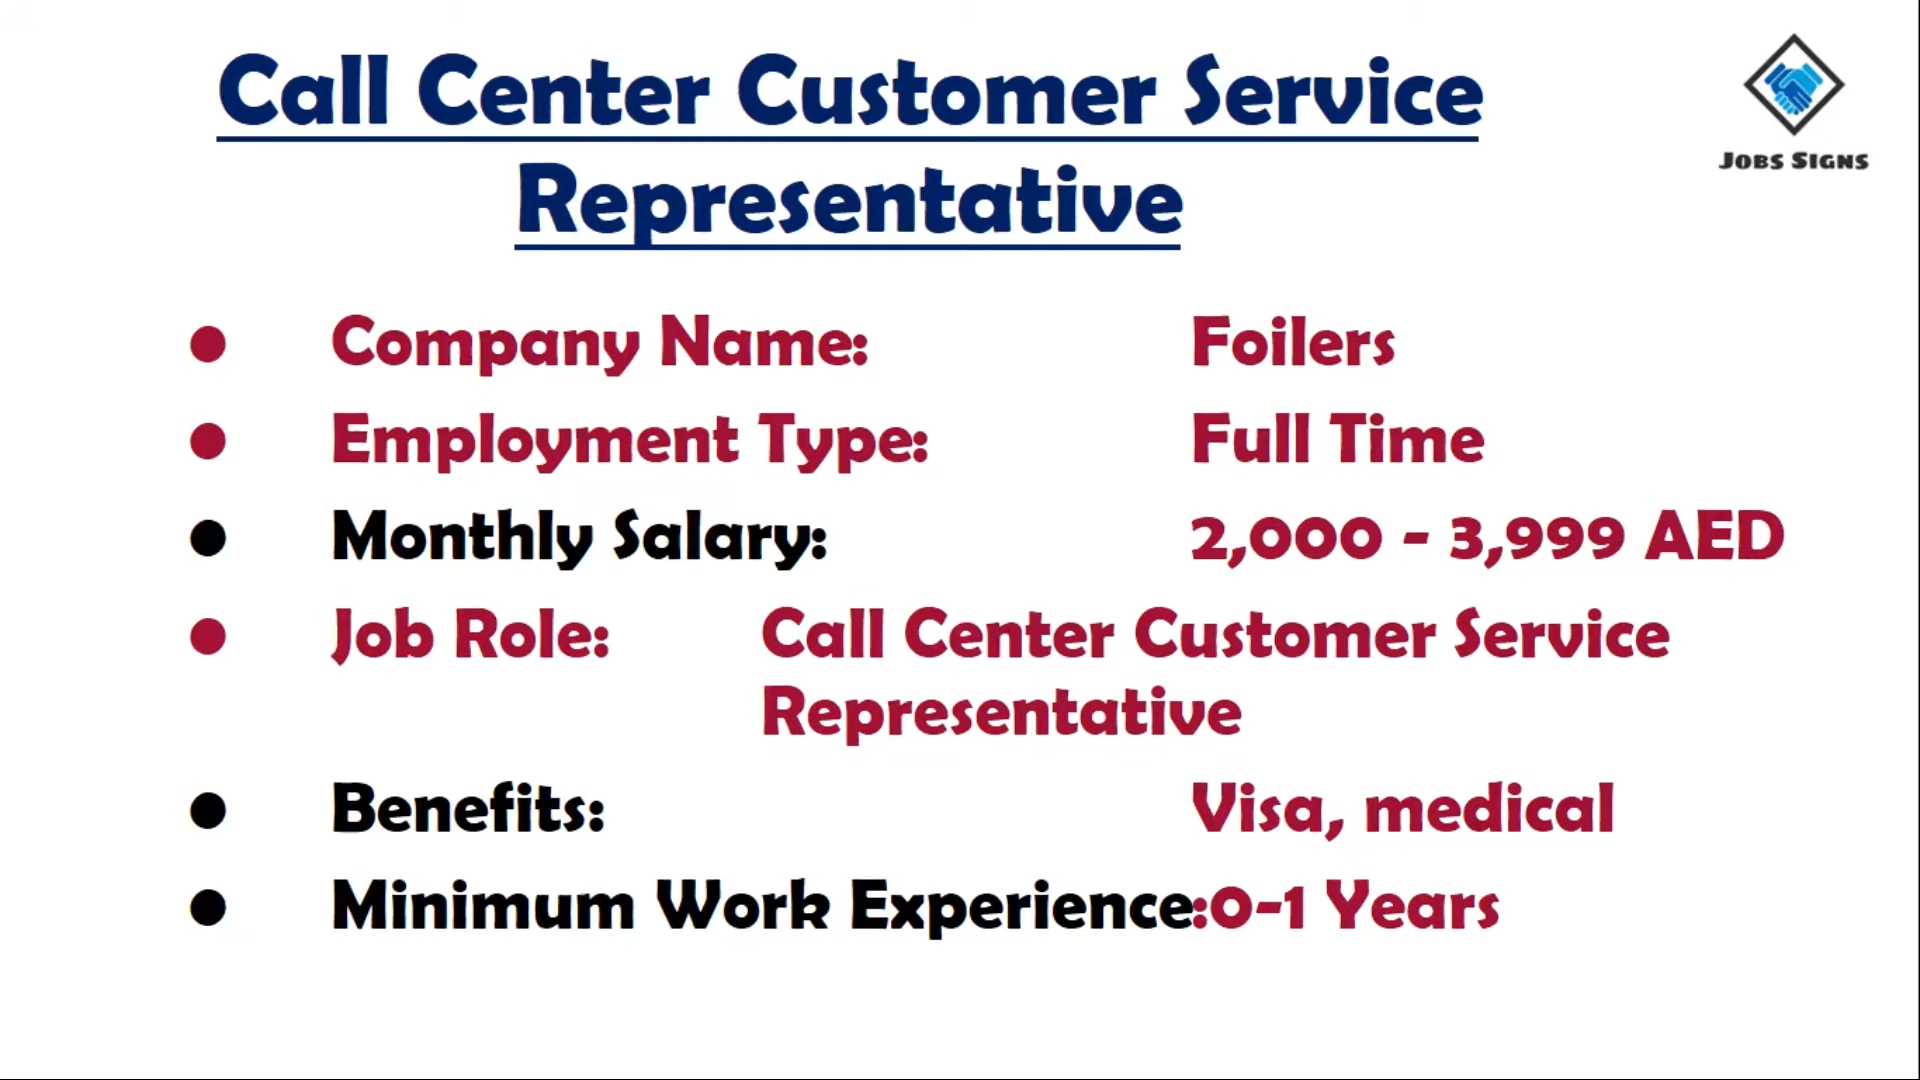 Call Center Customer Service
Representative
JOBS SIGNS
● Company Name: Foilers
● Employment Type: Full Time
● Monthly Salary: 2,000 - 3,999 AED
● Job Role: Call Center Customer Service
Representative
● Benefits: Visa, medical
● Minimum Work Experience:0-1 Years